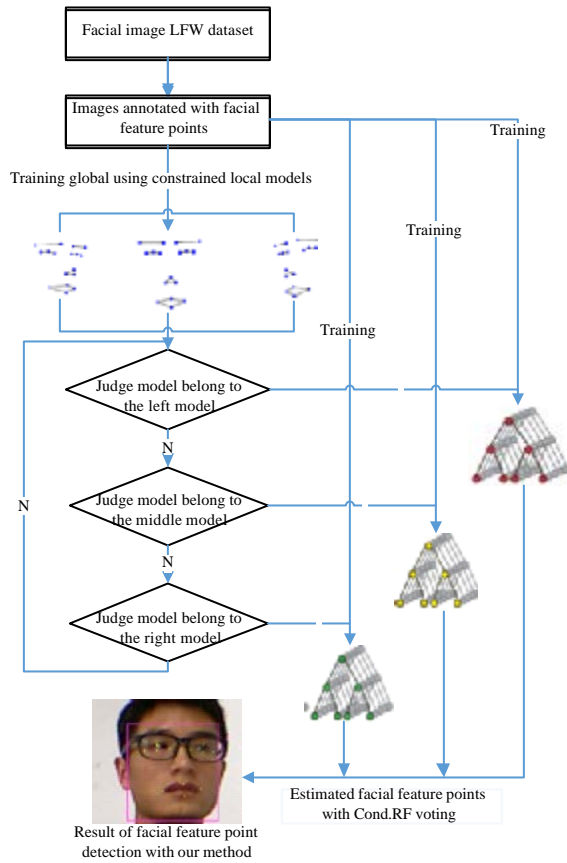 Facial image LFW dataset
Images annotated with facial
feature points
Training
Training global using constrained local models
Training
Training
Judge model belong to
the left model
N
N
Judge model belong to
the middle model
N
Judge model belong to
the right model
Estimated facial feature points
with Cond.RF voting
Result of facial feature point
detection with our method